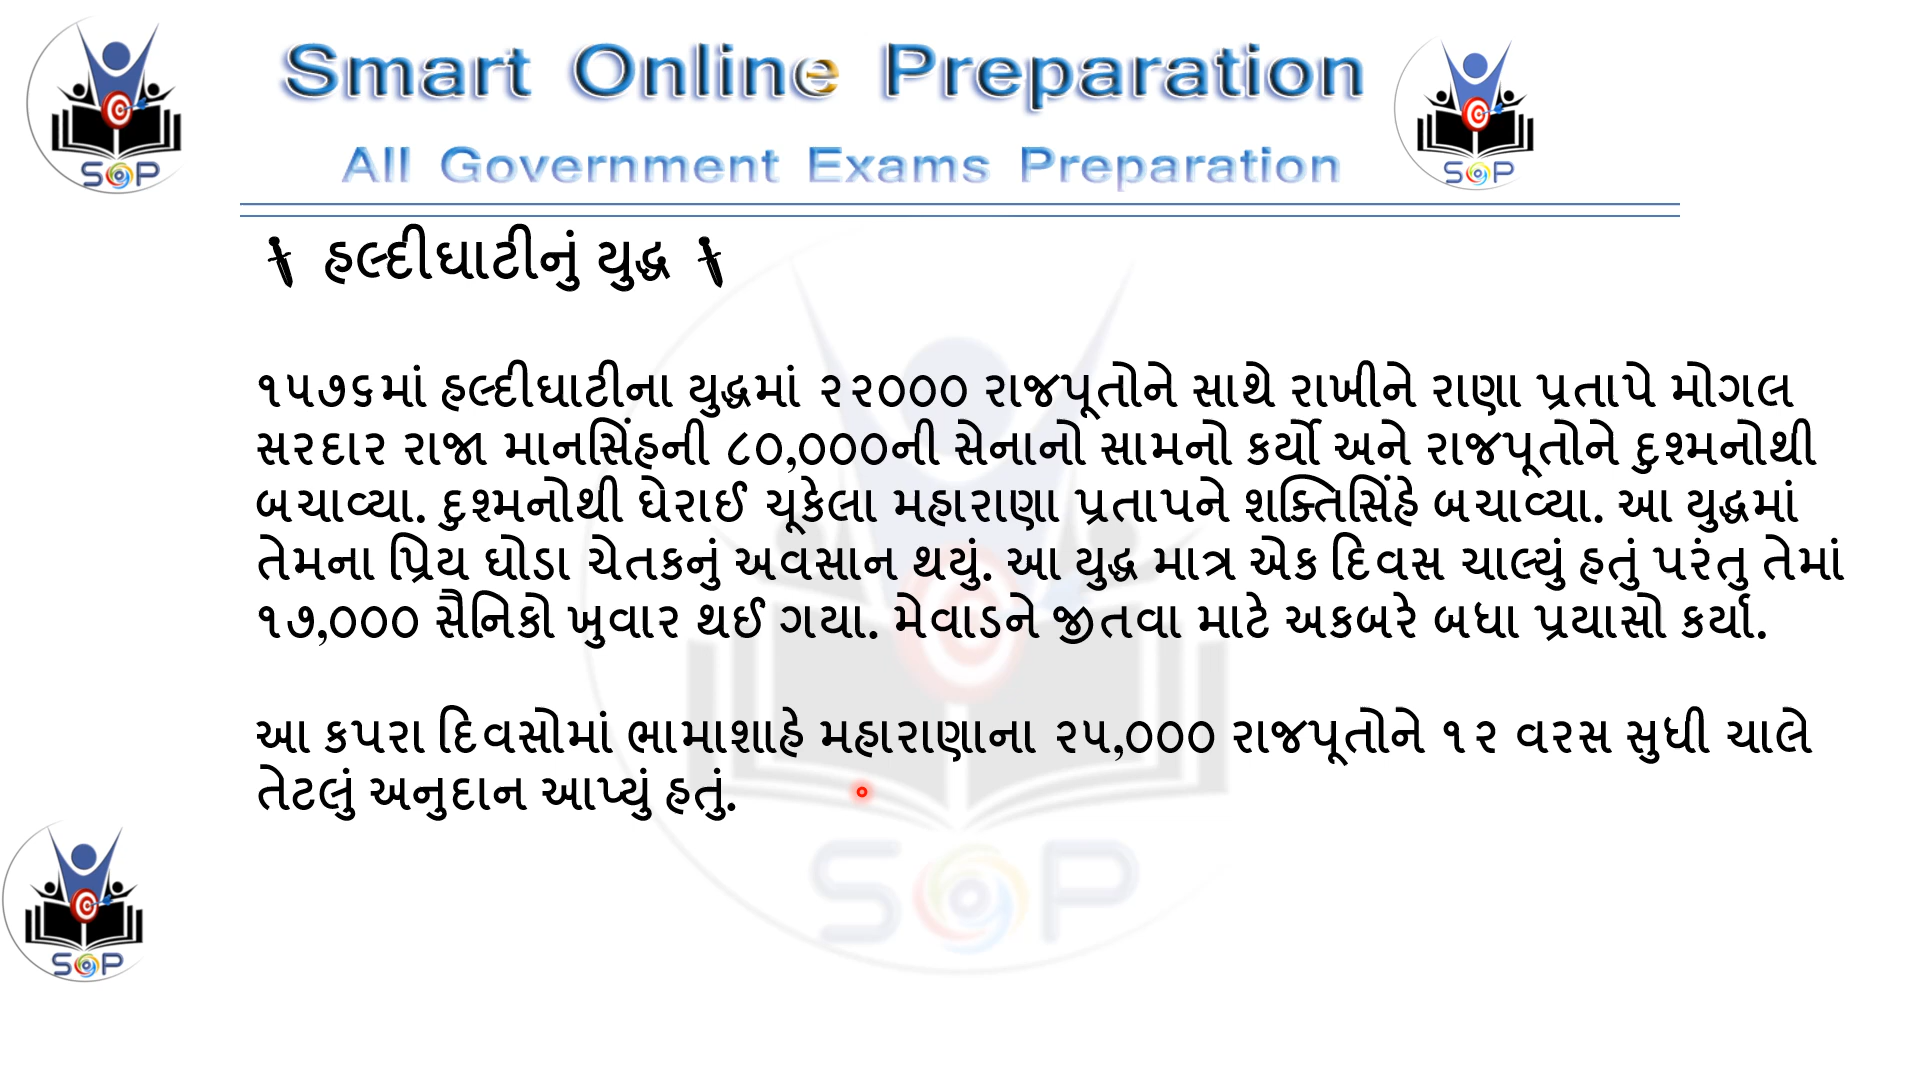 Smart Online Preparation
All Government Exams Preparation
SOP
SOP
હલ્દીઘાટીનું યુદ્ધ
૧૫૭૬માં હલ્દીઘાટીના યુદ્ધમાં ૨૨૦૦૦ રાજપૂતોને સાથે રાખીને રાણા પ્રતાપે મોગલ
સરદાર રાજા માનસિંહની ૮૦,૦૦૦ની સેનાનો સામનો કર્યો અને રાજપૂતોને દુશ્મનોથી
બચાવ્યા. દુશ્મનોથી ઘેરાઈ ચૂકેલા મહારાણા પ્રતાપને શક્તિસિંહે બચાવ્યા. આ યુદ્ધમાં
તેમના પ્રિય ઘોડા ચેતકનું અવસાન થયું. આ યુદ્ધ માત્ર એક દિવસ ચાલ્યું હતું પરંતુ તેમાં
૧૭,૦૦૦ સૈનિકો ખુવાર થઈ ગયા. મેવાડને જીતવા માટે અકબરે બધા પ્રયાસો કર્યા.
આ કપરા દિવસોમાં ભામાશાહે મહારાણાના ૨૫,૦૦૦ રાજપૂતોને ૧૨ વરસ સુધી ચાલે
તેટલું અનુદાન આપ્યું હતું.
SOP
SOP